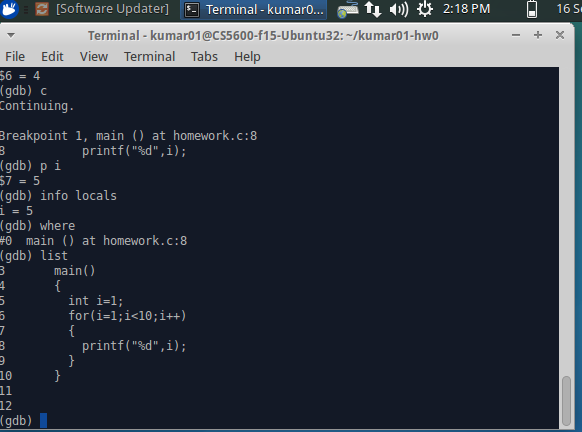 [Software Updater] Terminal - kumar0... 2:18 PM 16
Terminal - kumar01@CS5600-f15-Ubuntu32: ~/kumar01-hw0
File Edit View Terminal Tabs Help
$6 = 4
(gdb) c
Continuing.

Breakpoint 1, main () at homework.c:8
8           printf("%d",i);
(gdb) p i
$7 = 5
(gdb) info locals
i = 5
(gdb) where
#0  main () at homework.c:8
(gdb) list
3       main()
4       {
5         int i=1;
6         for(i=1;i<10;i++)
7         {
8           printf("%d",i);
9         }
10      }
11
12
(gdb)